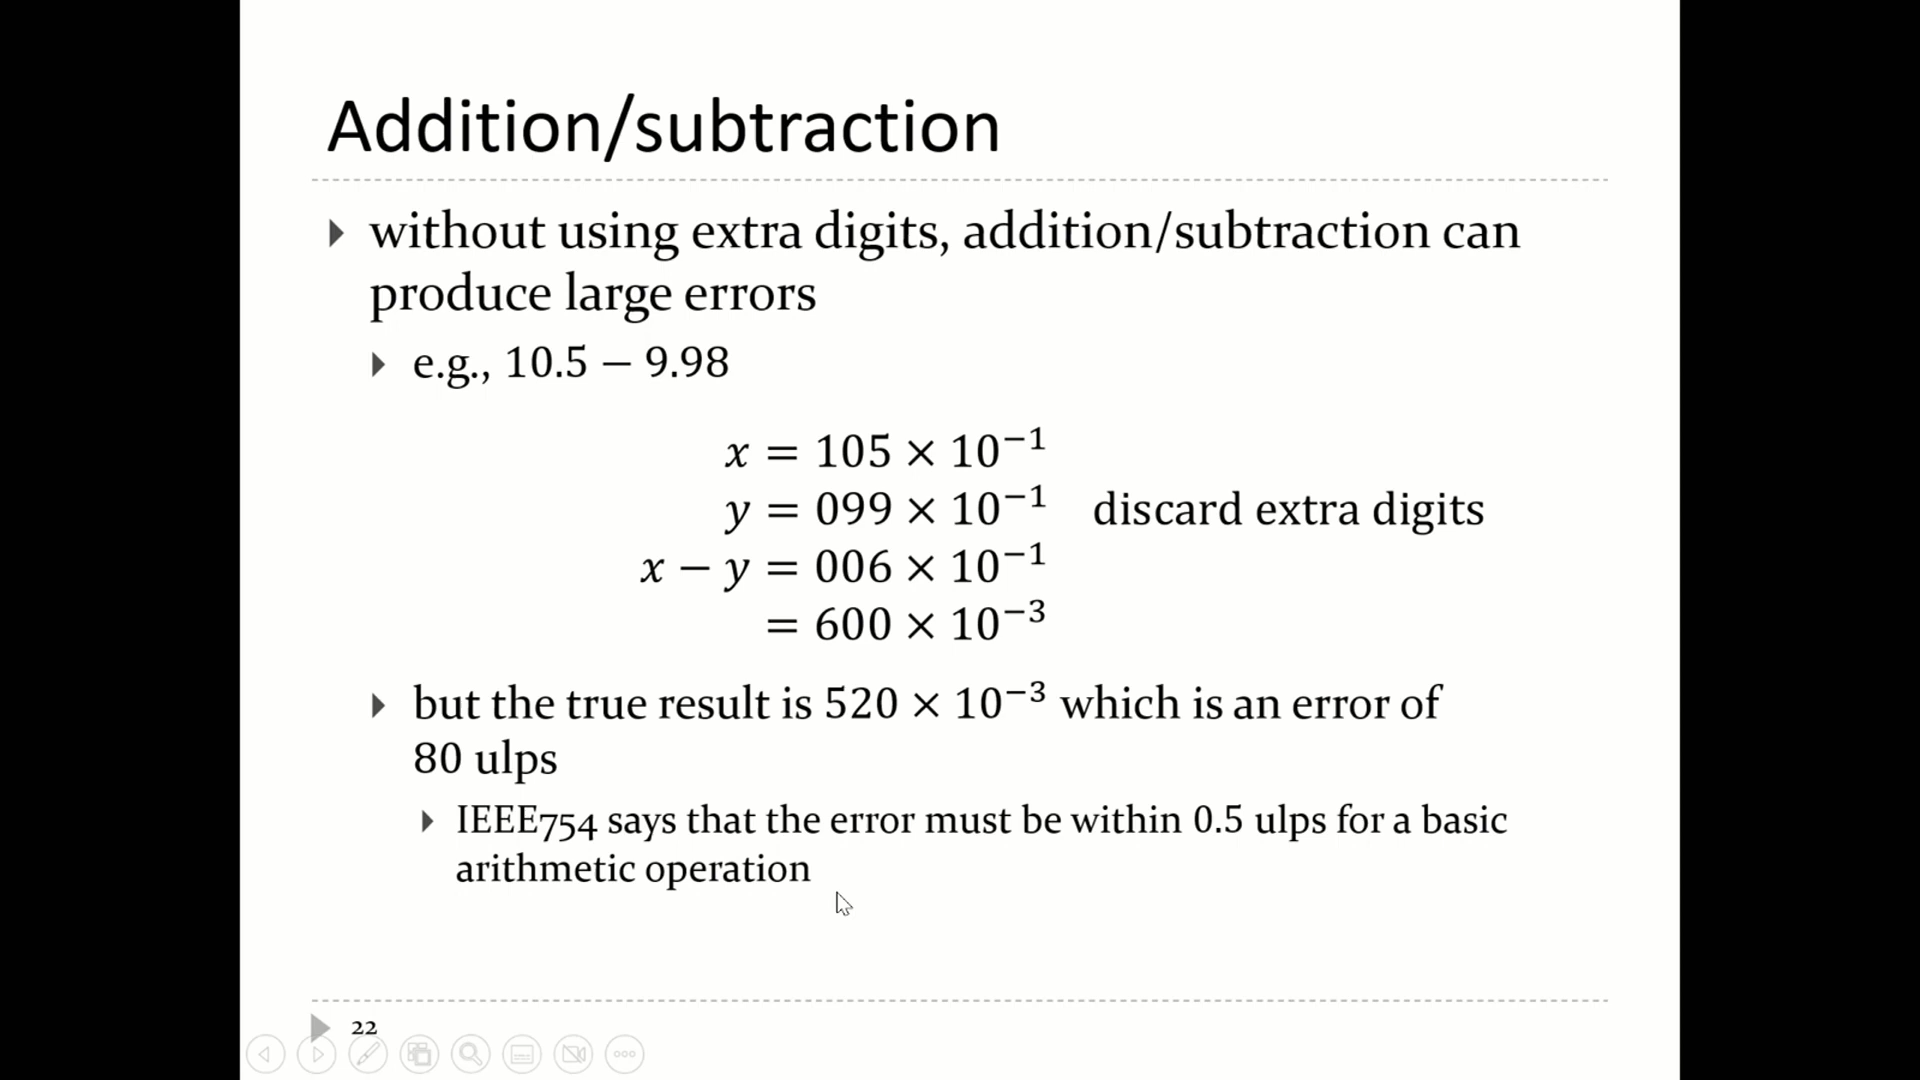 Addition/subtraction
without using extra digits, addition/subtraction can
produce large errors
e.g., 10.5 − 9.98
x = 105 × 10⁻¹
y = 099 × 10⁻¹ discard extra digits
x − y = 006 × 10⁻¹
= 600 × 10⁻³
but the true result is 520 × 10⁻³ which is an error of
80 ulps
IEEE754 says that the error must be within 0.5 ulps for a basic
arithmetic operation
22